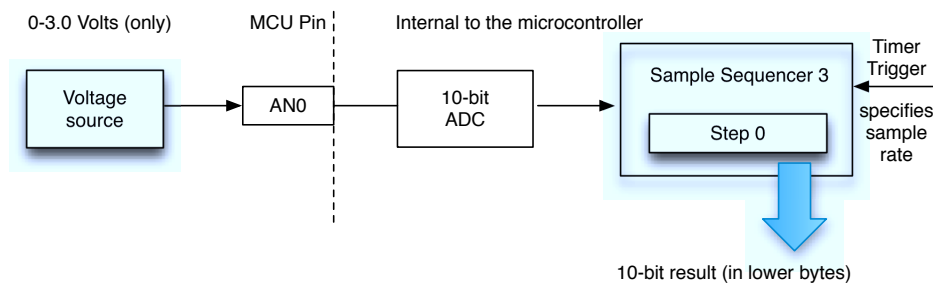 0-3.0 Volts (only)
MCU Pin
Internal to the microcontroller
Voltage
source
AN0
10-bit
ADC
Sample Sequencer 3
Step 0
Timer
Trigger
specifies
sample
rate
10-bit result (in lower bytes)